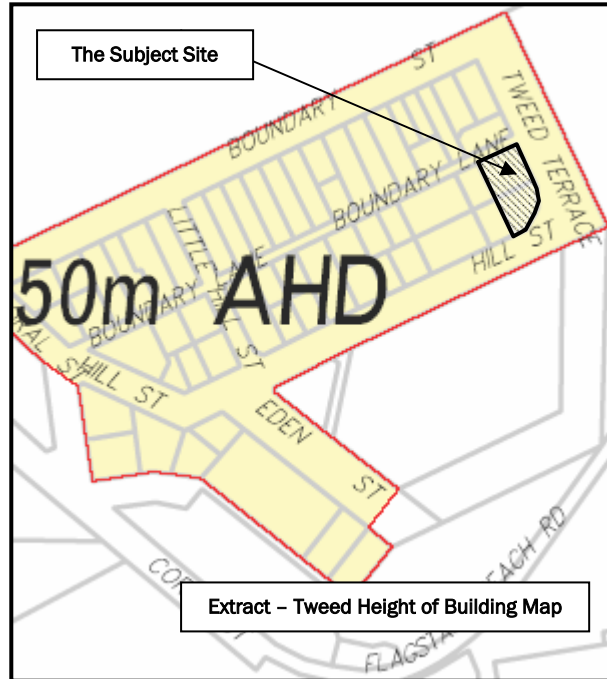 The Subject Site
BOUNDARY ST
TWEED TERRACE
BOUNDARY LANE
LITTLE HILL ST
HILL ST
BOUNDARY LANE
50m AHD
ST
HILL ST
EDEN ST
Extract – Tweed Height of Building Map